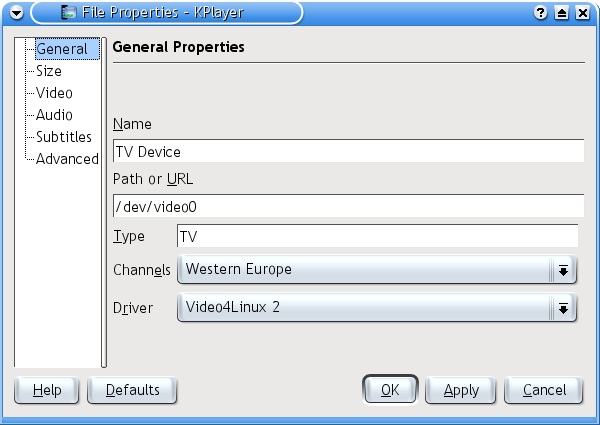 File Properties - KPlayer
General
Size
Video
Audio
Subtitles
Advanced
General Properties
Name
TV Device
Path or URL
/dev/video0
Type TV
Channels Western Europe
Driver Video4Linux 2
Help Defaults OK Apply Cancel